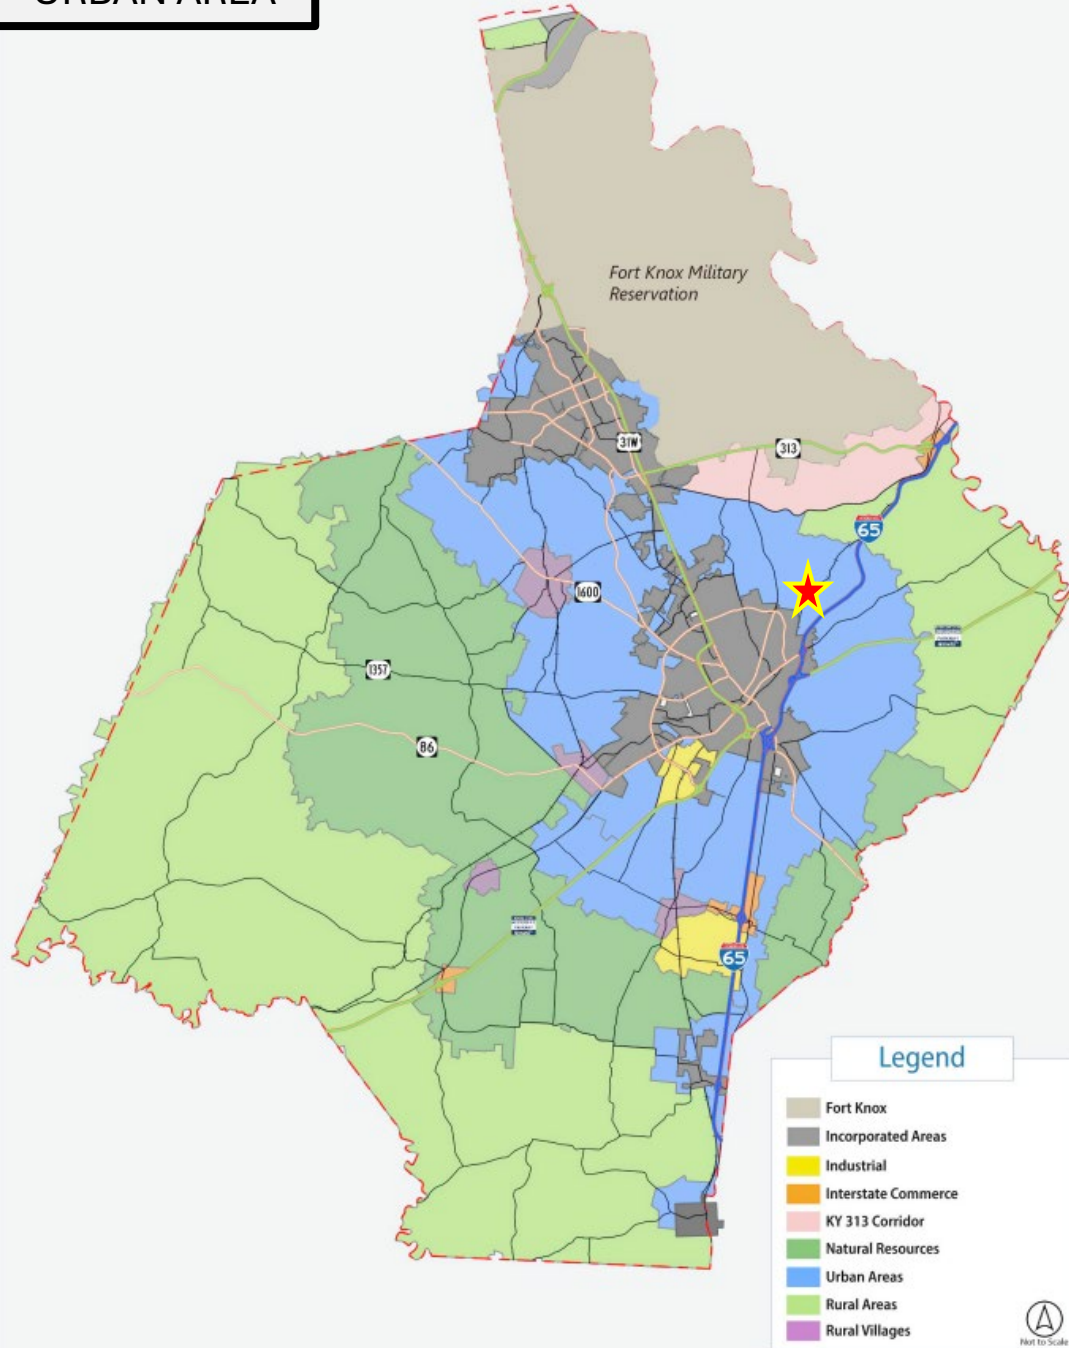 URBAN AREA
Fort Knox Military
Reservation
31W
313
65
1600
1357
86
65
Legend
Fort Knox
Incorporated Areas
Industrial
Interstate Commerce
KY 313 Corridor
Natural Resources
Urban Areas
Rural Areas
Rural Villages
Not to Scale